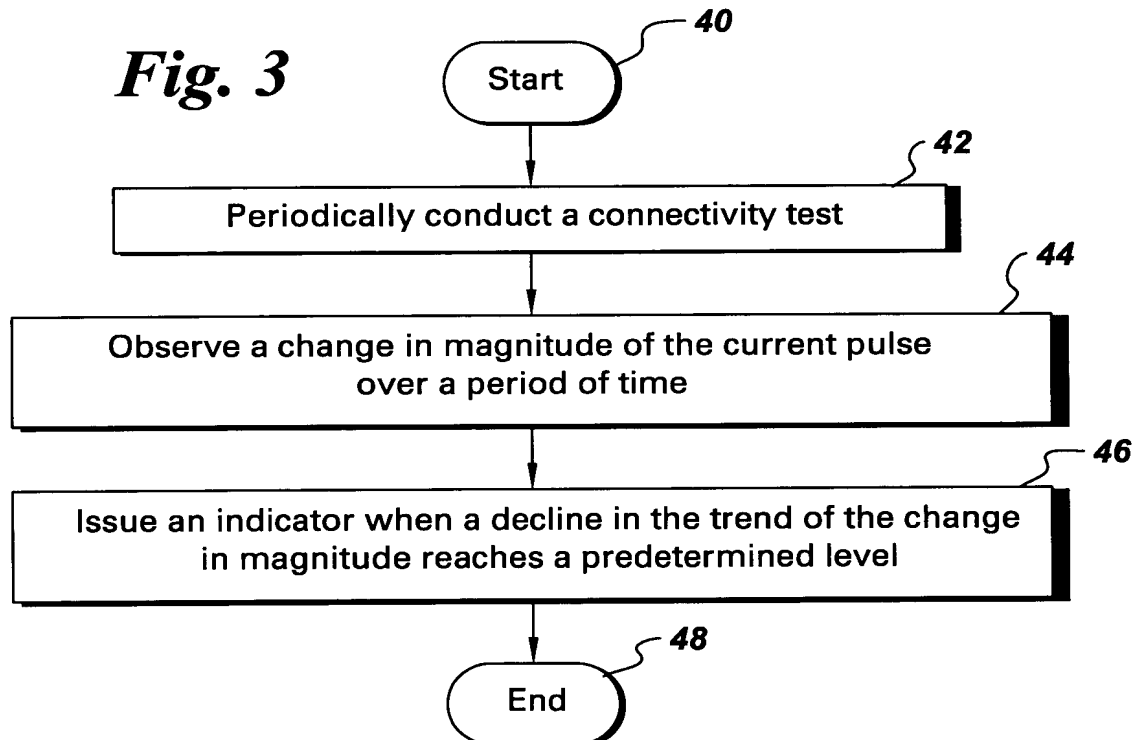 Fig. 3
40
Start
42
Periodically conduct a connectivity test
44
Observe a change in magnitude of the current pulse
over a period of time
46
Issue an indicator when a decline in the trend of the change
in magnitude reaches a predetermined level
48
End